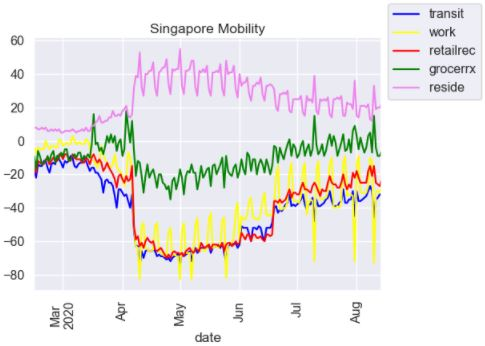 Singapore Mobility
transit
work
retailrec
grocerrx
reside
60
40
20
0
−20
−40
−60
−80
Mar
2020
Apr
May
Jun
Jul
Aug
date